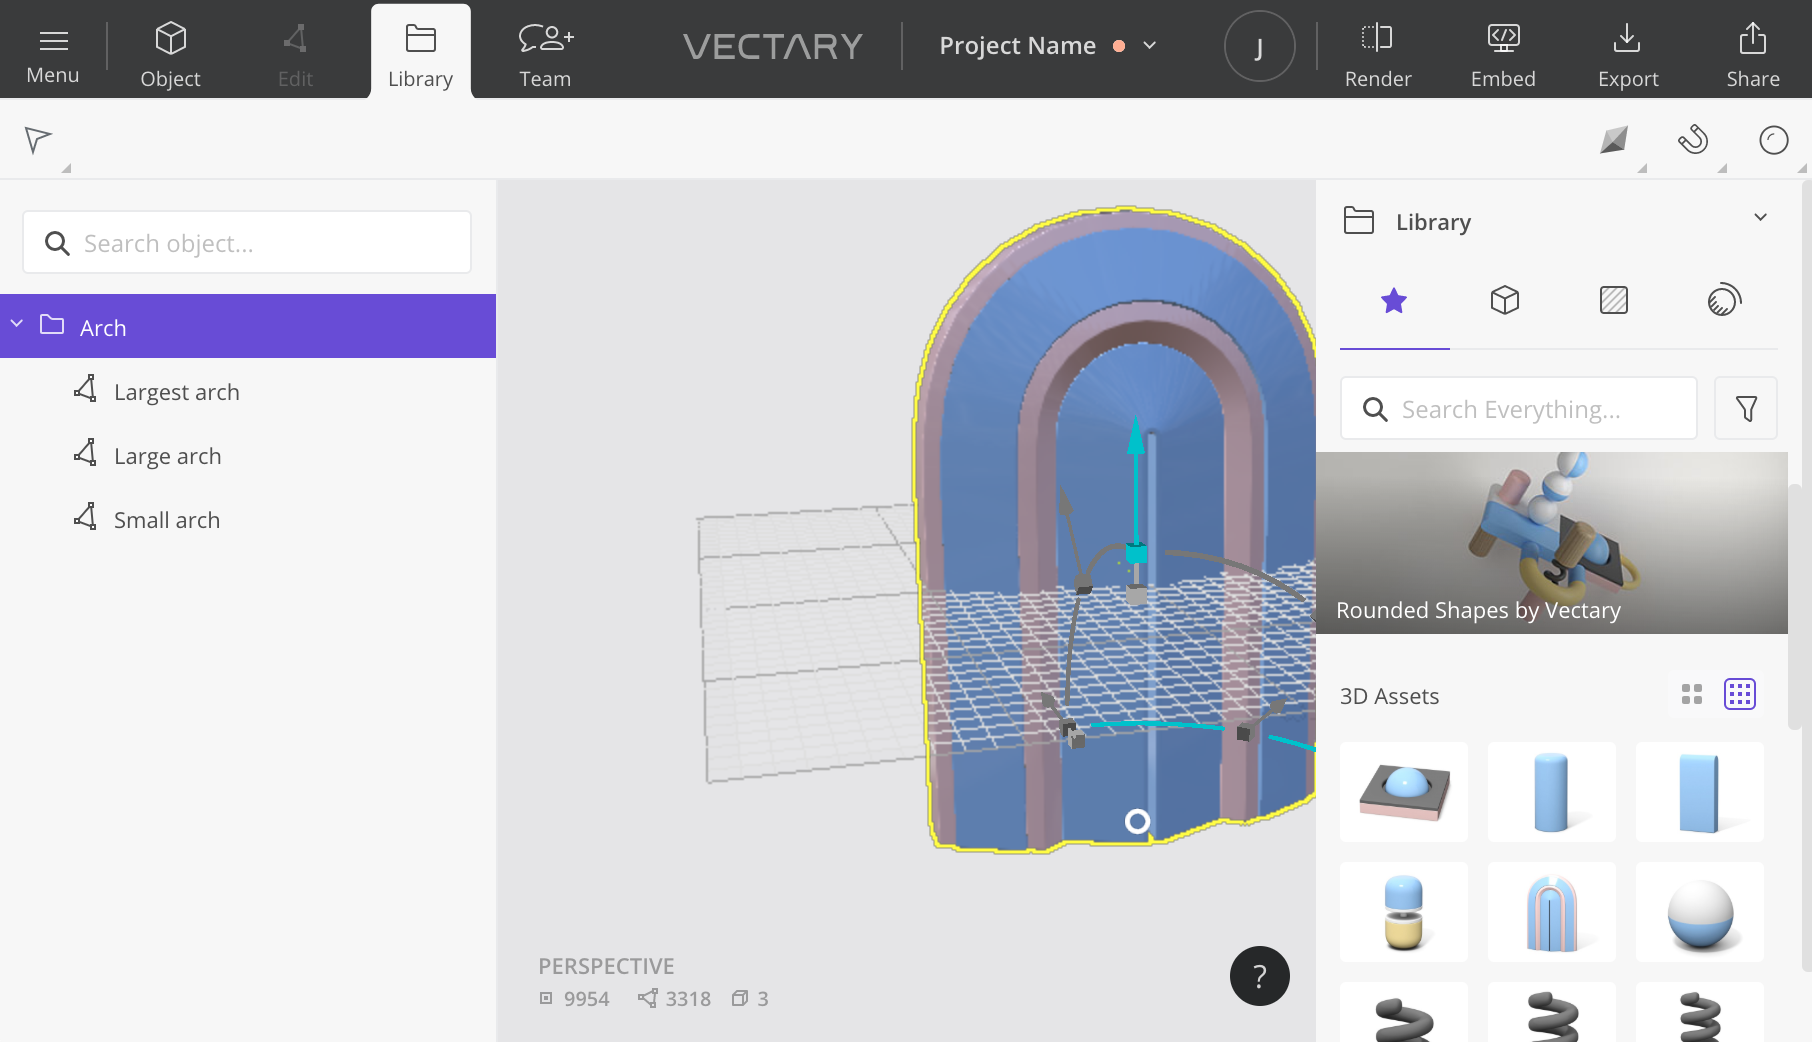 Menu
Object
Edit
Library
Team
VECTARY
Project Name
J
Render
Embed
Export
Share
Search object...
Arch
Largest arch
Large arch
Small arch
PERSPECTIVE
9954 3318 3
?
Library
Search Everything...
Rounded Shapes by Vectary
3D Assets